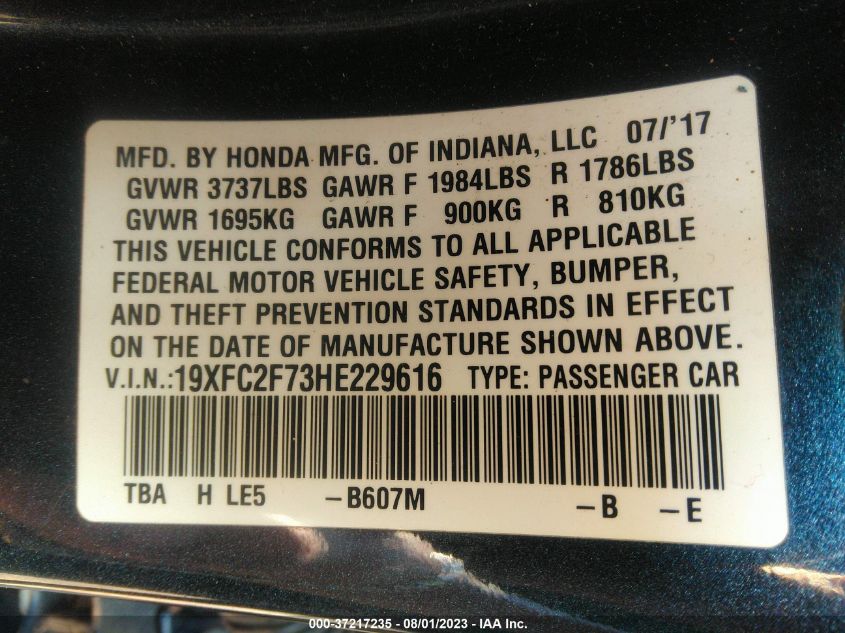 MFD. BY HONDA MFG. OF INDIANA, LLC 07/'17
GVWR 3737LBS GAWR F 1984LBS R 1786LBS
GVWR 1695KG GAWR F 900KG R 810KG
THIS VEHICLE CONFORMS TO ALL APPLICABLE
FEDERAL MOTOR VEHICLE SAFETY, BUMPER,
AND THEFT PREVENTION STANDARDS IN EFFECT
ON THE DATE OF MANUFACTURE SHOWN ABOVE.
V.I.N.:19XFC2F73HE229616 TYPE: PASSENGER CAR
TBA H LE5 –B607M –B –E
000-37217235 - 08/01/2023 - IAA Inc.